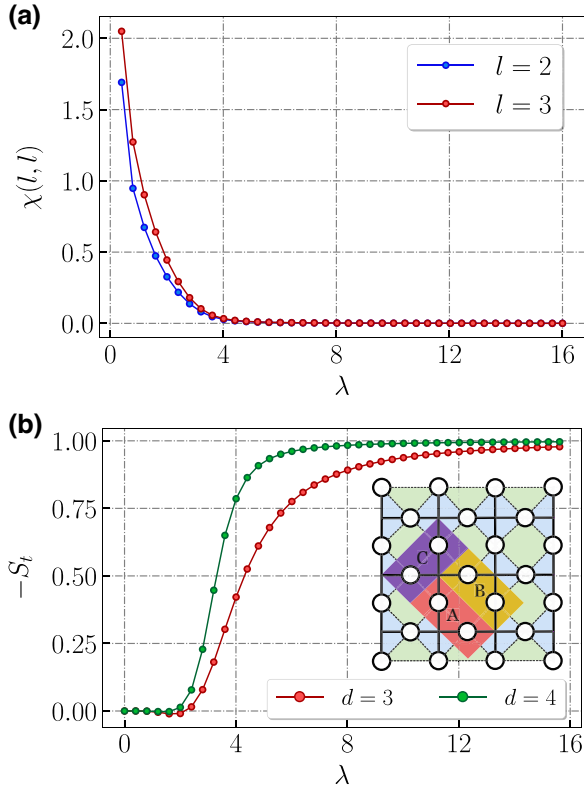 (a)
2.0
1.5
1.0
0.5
0.0
χ(l, l)
l = 2
l = 3
0 4 8 12 16
λ
(b)
1.00
0.75
0.50
0.25
0.00
−S_t
C
B
A
d = 3 d = 4
0 4 8 12 16
λ